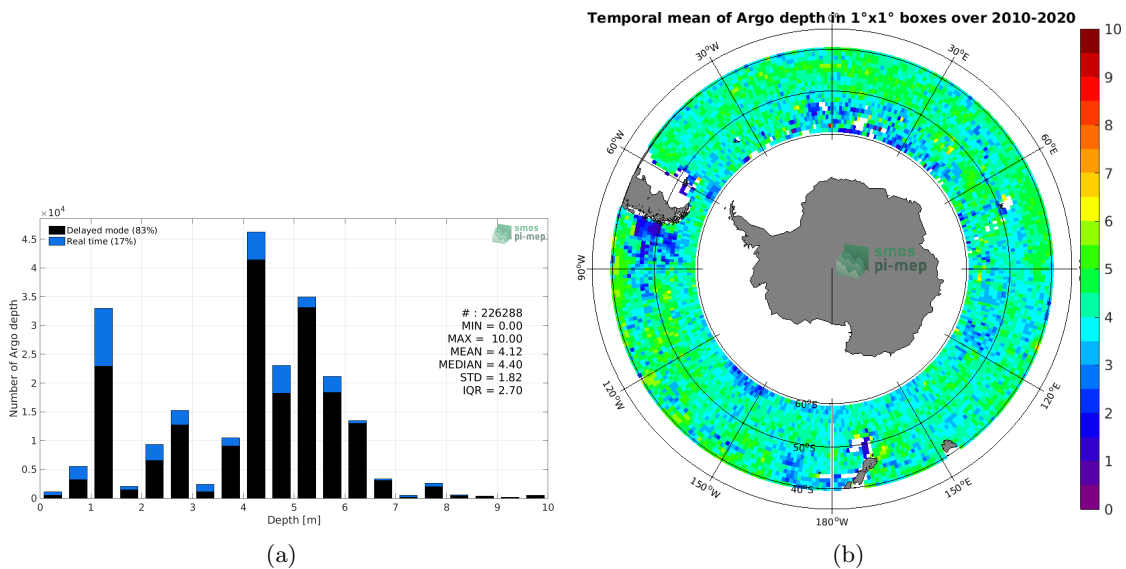 ×10⁴
4.5
4
3.5
3
2.5
2
1.5
1
0.5
0
Number of Argo depth
Delayed mode (83%)
Real time (17%)
smos
pi-mep
# : 226288
MIN = 0.00
MAX = 10.00
MEAN = 4.12
MEDIAN = 4.40
STD = 1.82
IQR = 2.70
0 1 2 3 4 5 6 7 8 9 10
Depth [m]
(a)
Temporal mean of Argo depth in 1°x1° boxes over 2010-2020
0°
30°W
30°E
60°W
60°E
90°W
120°W
120°E
150°W
150°E
180°W
60°S
50°S
40°S
smos
pi-mep
10
9
8
7
6
5
4
3
2
1
0
(b)